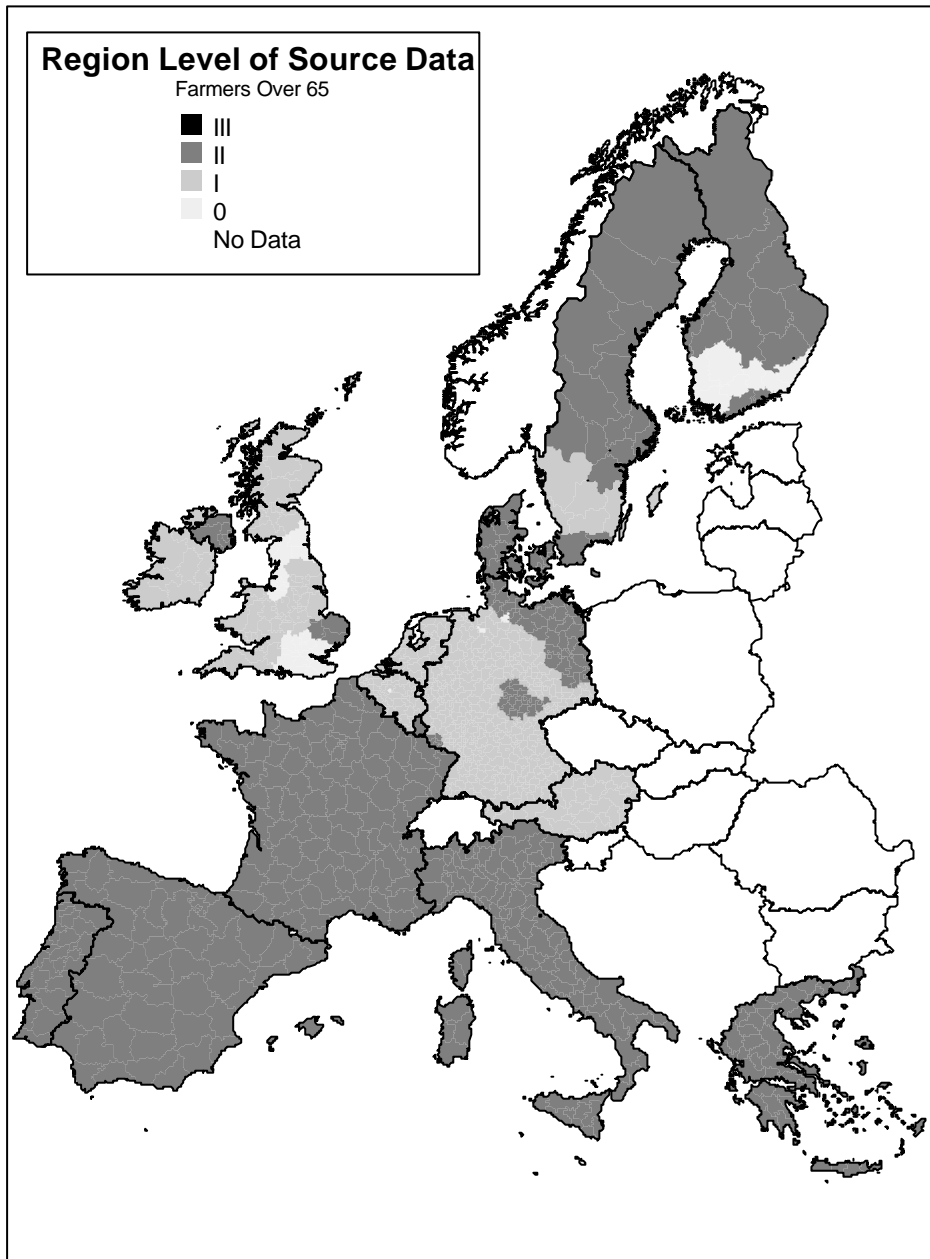 Region Level of Source Data
Farmers Over 65
III
II
I
0
No Data